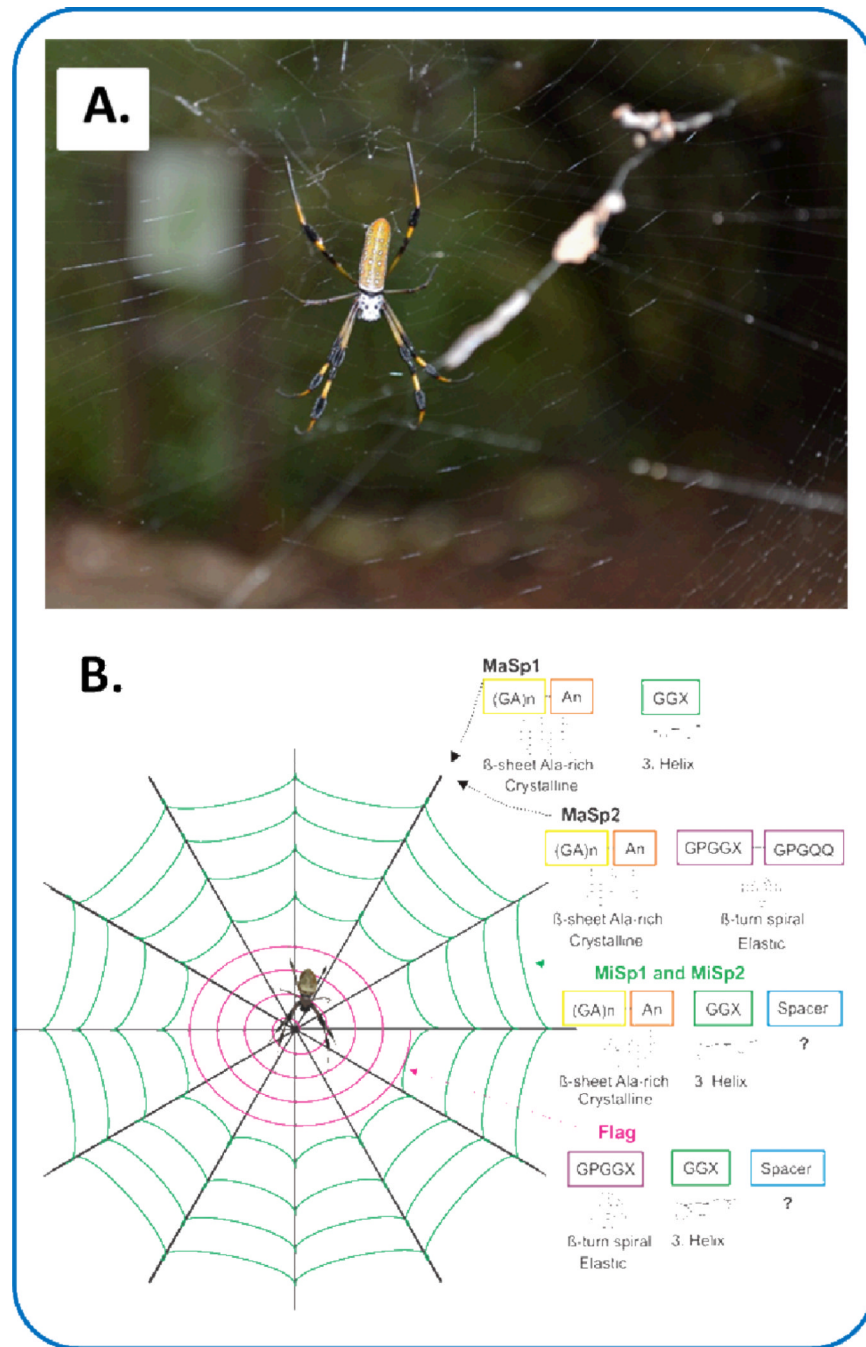 A.
B.
MaSp1
(GA)n An GGX
ß-sheet Ala-rich
Crystalline
3. Helix
MaSp2
(GA)n An GPGGX GPGQQ
ß-sheet Ala-rich
Crystalline
ß-turn spiral
Elastic
MiSp1 and MiSp2
(GA)n An GGX Spacer
ß-sheet Ala-rich
Crystalline
3 Helix
?
Flag
GPGGX GGX Spacer
ß-turn spiral
Elastic
3. Helix
?